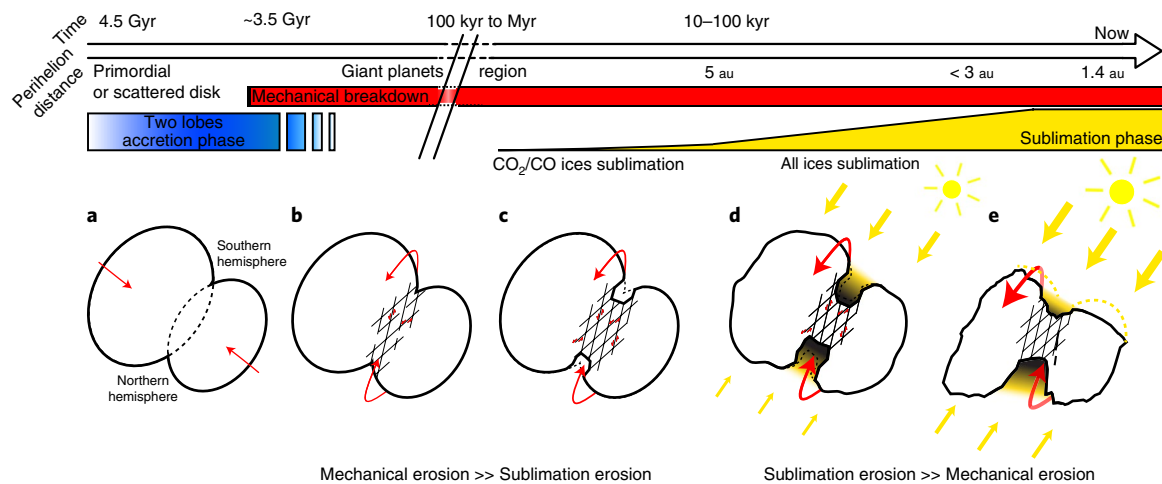 Time
4.5 Gyr
~3.5 Gyr
100 kyr to Myr
10–100 kyr
Now
Perihelion
distance
Primordial
or scattered disk
Giant planets region
5 au
< 3 au
1.4 au
Mechanical breakdown
Two lobes
accretion phase
Sublimation phase
CO₂/CO ices sublimation
All ices sublimation
a
b
c
d
e
Southern
hemisphere
Northern
hemisphere
Mechanical erosion >> Sublimation erosion
Sublimation erosion >> Mechanical erosion